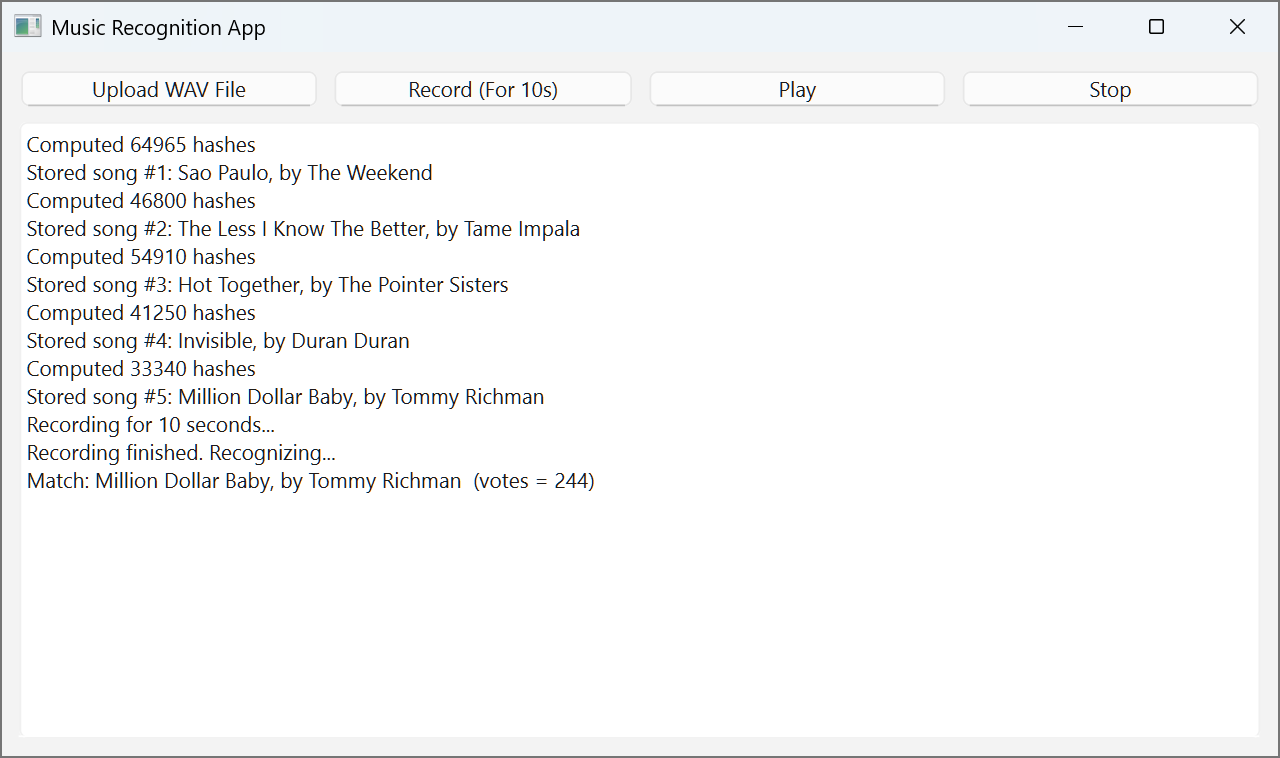 Music Recognition App
Upload WAV File
Record (For 10s)
Play
Stop
Computed 64965 hashes
Stored song #1: Sao Paulo, by The Weekend
Computed 46800 hashes
Stored song #2: The Less I Know The Better, by Tame Impala
Computed 54910 hashes
Stored song #3: Hot Together, by The Pointer Sisters
Computed 41250 hashes
Stored song #4: Invisible, by Duran Duran
Computed 33340 hashes
Stored song #5: Million Dollar Baby, by Tommy Richman
Recording for 10 seconds...
Recording finished. Recognizing...
Match: Million Dollar Baby, by Tommy Richman  (votes = 244)